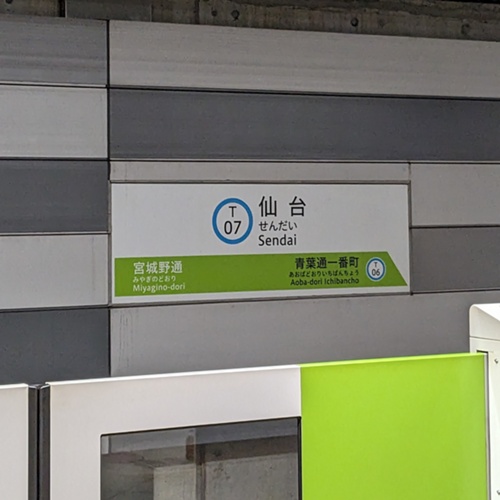 T
07
仙台
せんだい
Sendai
宮城野通
みやぎのどおり
Miyagino-dori
青葉通一番町
あおばどおりいちばんちょう
Aoba-dori Ichibancho
T
06